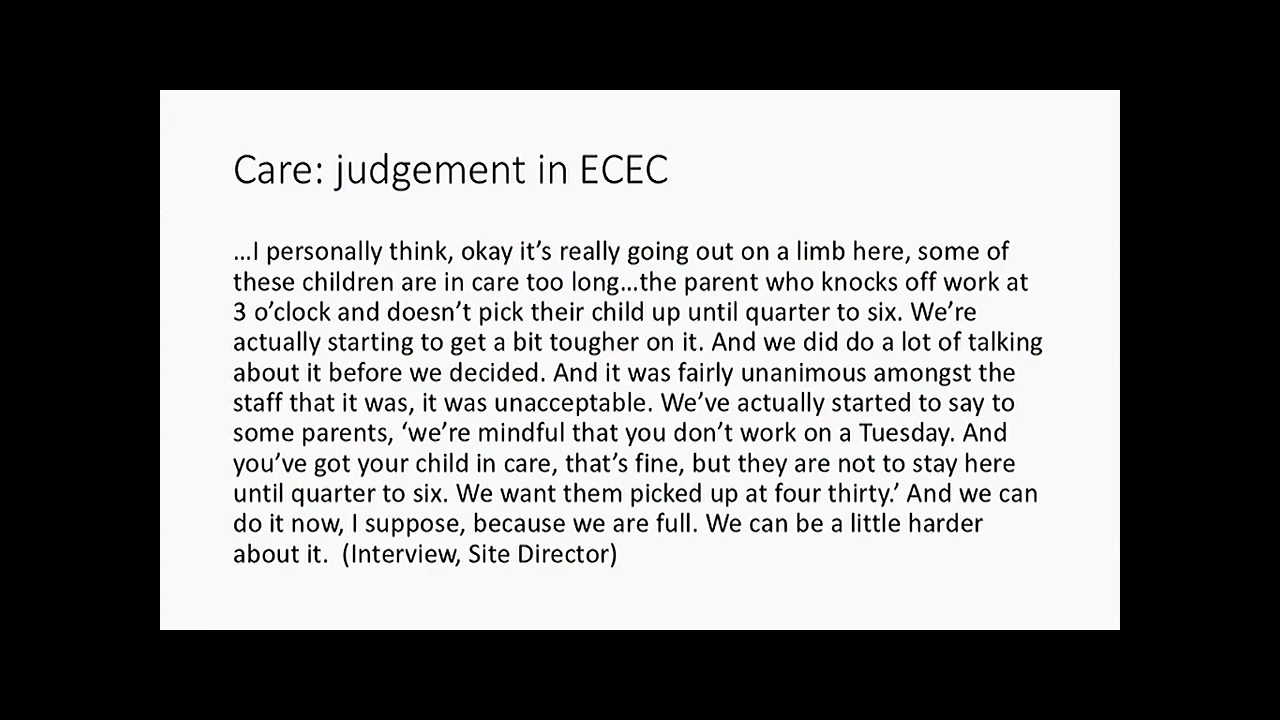 Care: judgement in ECEC
…I personally think, okay it’s really going out on a limb here, some of
these children are in care too long…the parent who knocks off work at
3 o’clock and doesn’t pick their child up until quarter to six. We’re
actually starting to get a bit tougher on it. And we did do a lot of talking
about it before we decided. And it was fairly unanimous amongst the
staff that it was, it was unacceptable. We’ve actually started to say to
some parents, ‘we’re mindful that you don’t work on a Tuesday. And
you’ve got your child in care, that’s fine, but they are not to stay here
until quarter to six. We want them picked up at four thirty.’ And we can
do it now, I suppose, because we are full. We can be a little harder
about it.  (Interview, Site Director)